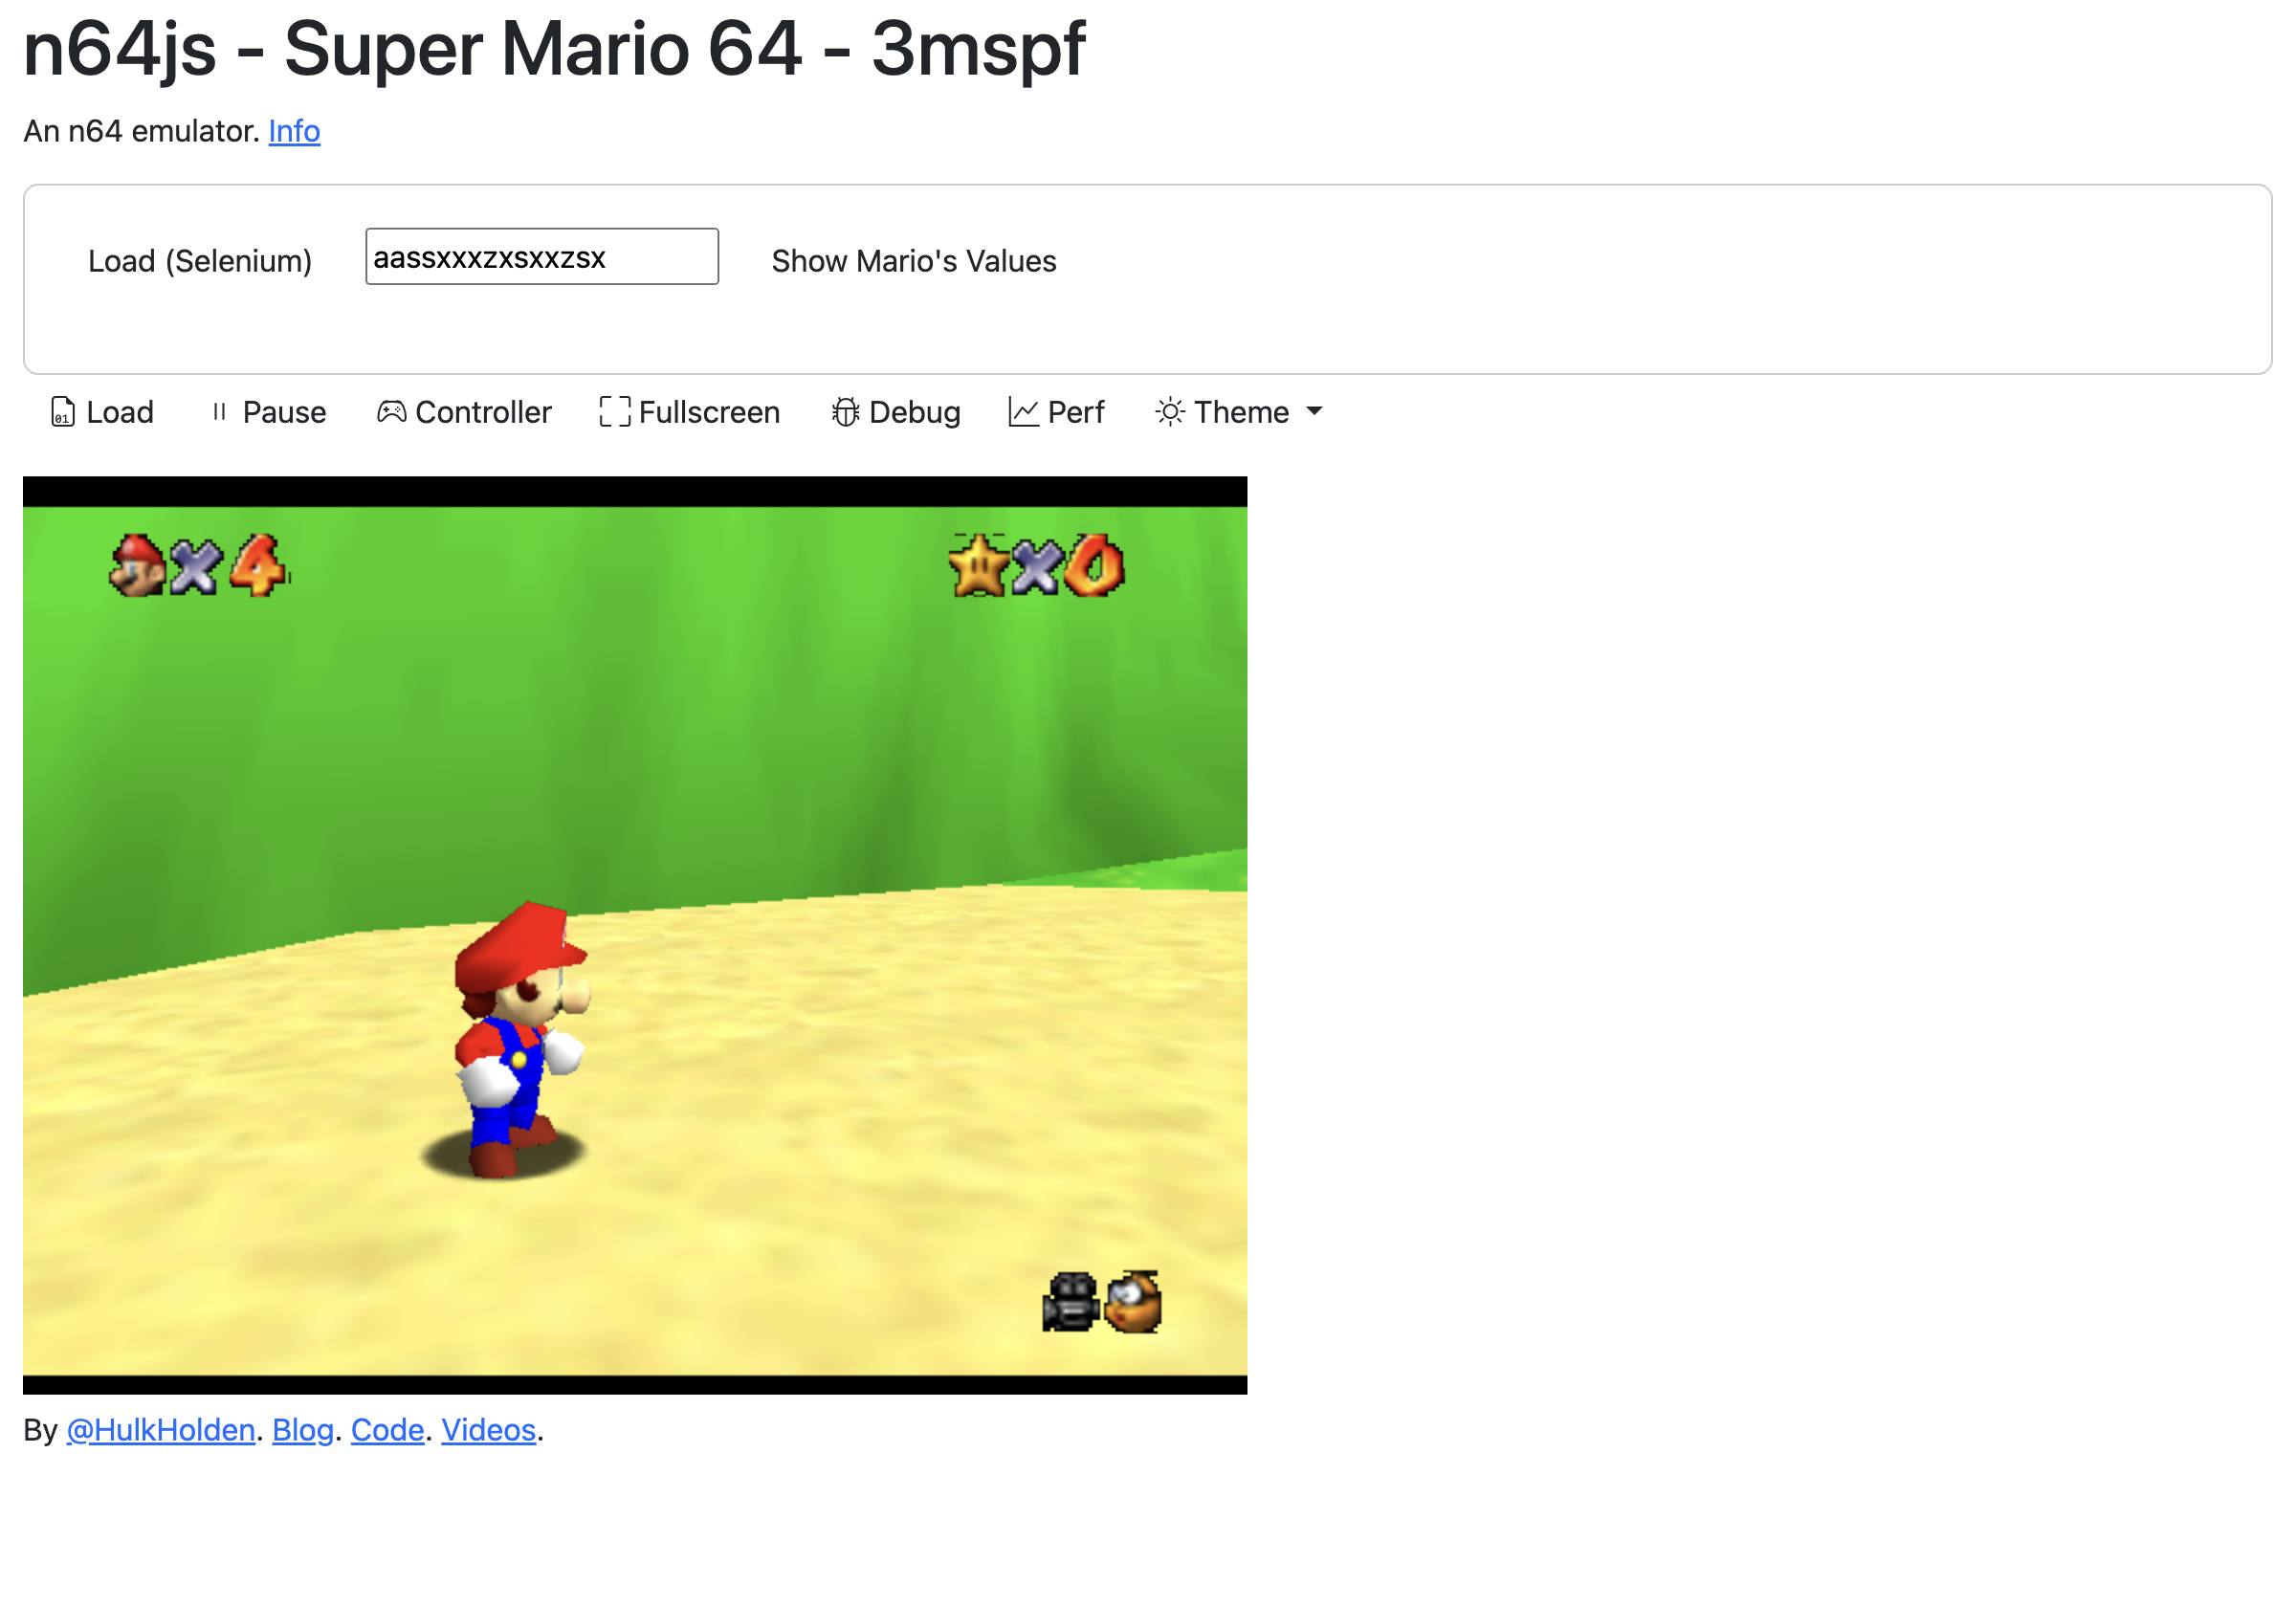 n64js - Super Mario 64 - 3mspf
An n64 emulator. Info
Load (Selenium) aassxxxzxsxxzsx Show Mario's Values
01 Load Pause Controller Fullscreen Debug Perf Theme
×4 ×0
By @HulkHolden. Blog. Code. Videos.